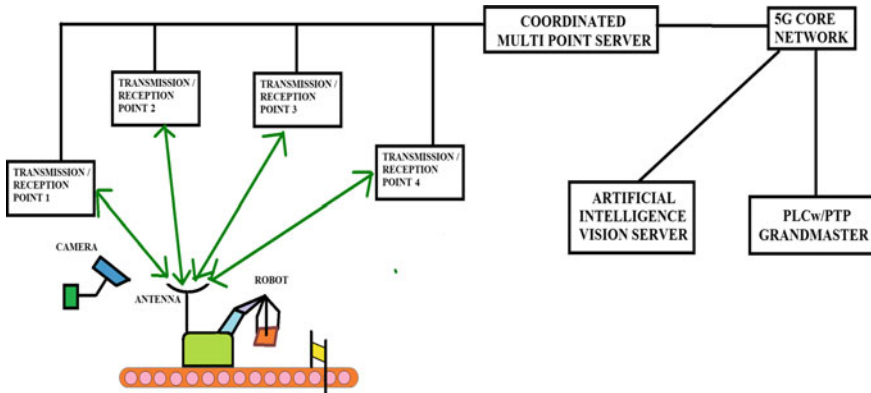 COORDINATED
MULTI POINT SERVER
5G CORE
NETWORK
TRANSMISSION /
RECEPTION
POINT 2
TRANSMISSION /
RECEPTION
POINT 3
TRANSMISSION /
RECEPTION
POINT 1
TRANSMISSION /
RECEPTION
POINT 4
ARTIFICIAL
INTELLIGENCE
VISION SERVER
PLCw/PTP
GRANDMASTER
CAMERA
ANTENNA
ROBOT